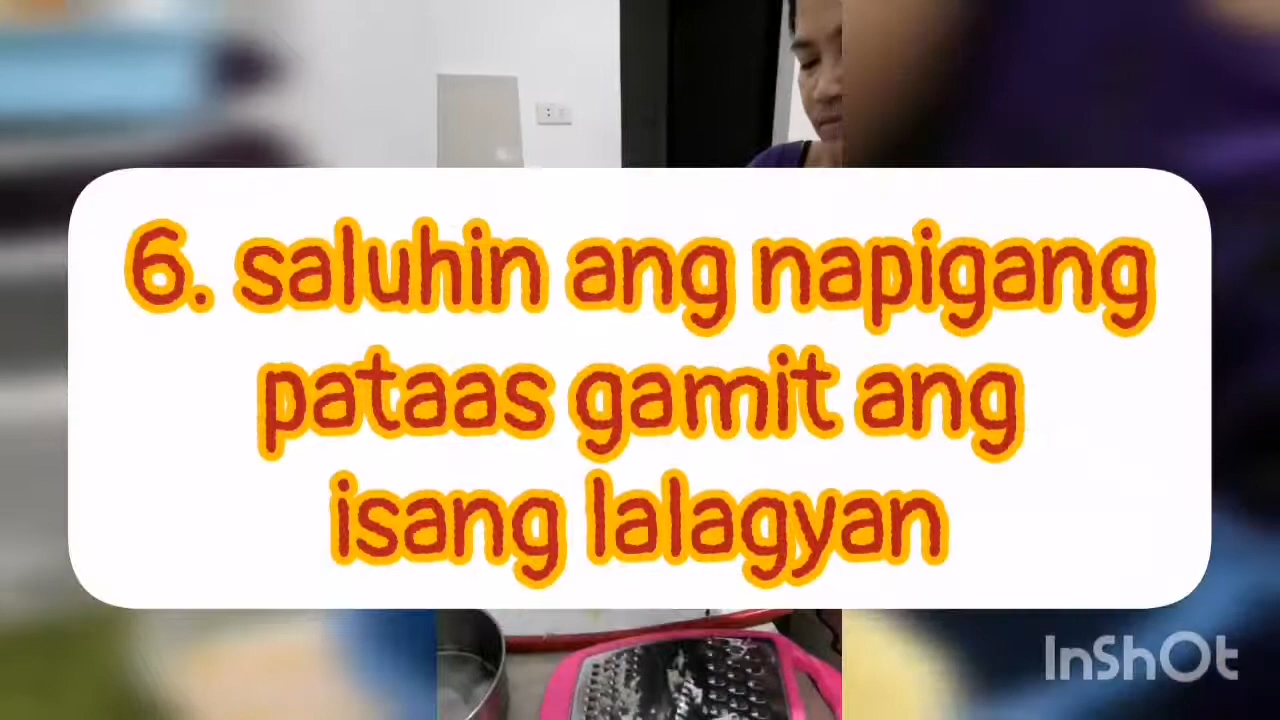 6. saluhin ang napigang
pataas gamit ang
isang lalagyan
InShOt